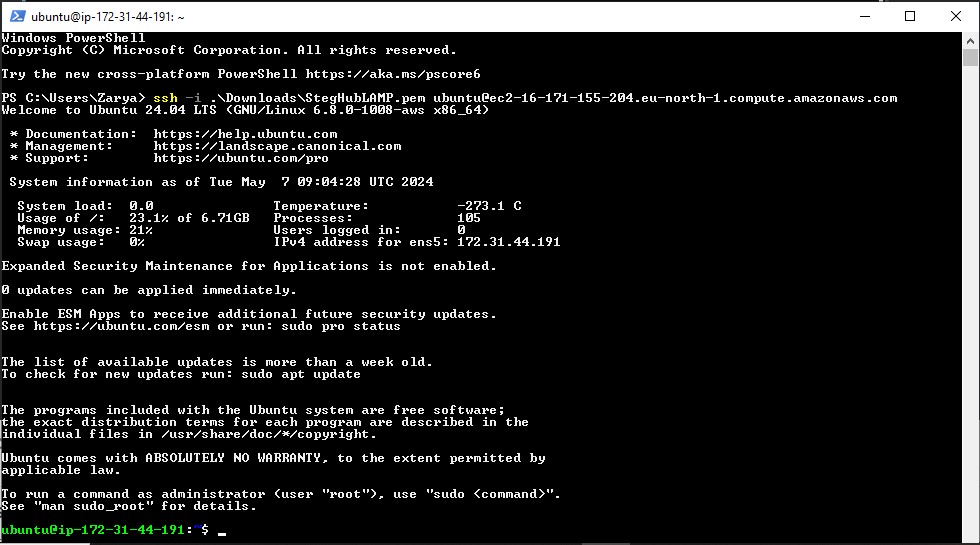 ubuntu@ip-172-31-44-191: ~
Windows PowerShell
Copyright (C) Microsoft Corporation. All rights reserved.
Try the new cross-platform PowerShell https://aka.ms/pscore6
PS C:\Users\Zarya> ssh -i .\Downloads\StegHubLAMP.pem ubuntu@ec2-16-171-155-204.eu-north-1.compute.amazonaws.com
Welcome to Ubuntu 24.04 LTS (GNU/Linux 6.8.0-1008-aws x86_64)
* Documentation:  https://help.ubuntu.com
* Management:     https://landscape.canonical.com
* Support:        https://ubuntu.com/pro
System information as of Tue May  7 09:04:28 UTC 2024
System load:  0.0               Temperature:           -273.1 C
Usage of /:   23.1% of 6.71GB   Processes:             105
Memory usage: 21%               Users logged in:       0
Swap usage:   0%                IPv4 address for ens5: 172.31.44.191
Expanded Security Maintenance for Applications is not enabled.
0 updates can be applied immediately.
Enable ESM Apps to receive additional future security updates.
See https://ubuntu.com/esm or run: sudo pro status
The list of available updates is more than a week old.
To check for new updates run: sudo apt update
The programs included with the Ubuntu system are free software;
the exact distribution terms for each program are described in the
individual files in /usr/share/doc/*/copyright.
Ubuntu comes with ABSOLUTELY NO WARRANTY, to the extent permitted by
applicable law.
To run a command as administrator (user "root"), use "sudo <command>".
See "man sudo_root" for details.
ubuntu@ip-172-31-44-191:~$ _